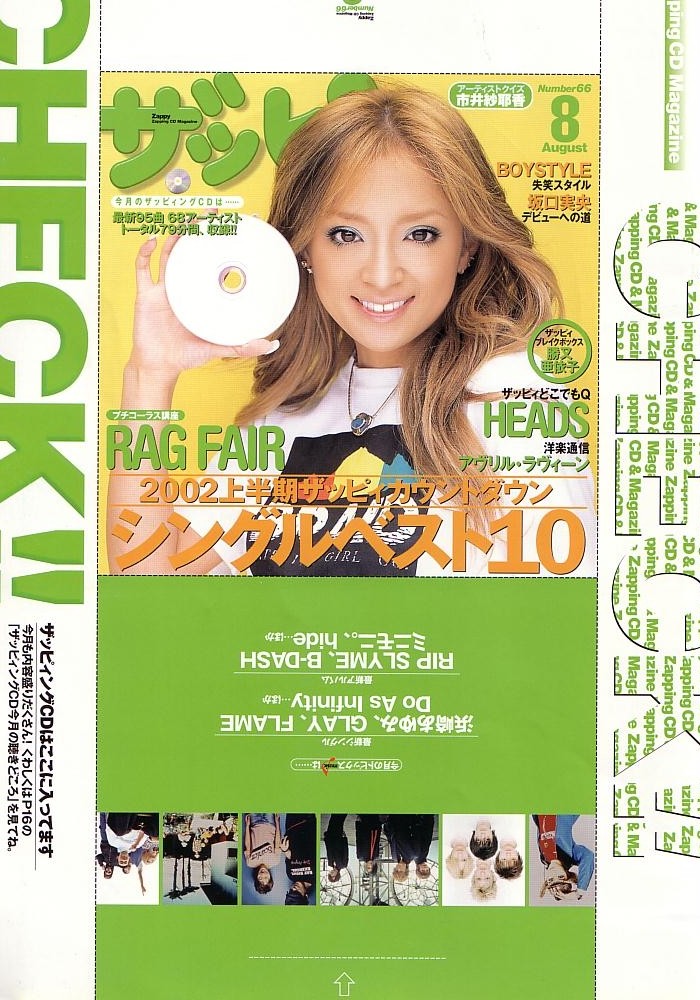 Zappy
Number66
Zapping CD Magazine
CHECK!!
ザッピィ
Zappy
Zapping CD Magazine
アーティストクイズ
市井紗耶香
Number66
8
August
今月のザッピィングCDは……
最新95曲 68アーティスト
トータル79分間、収録!!
BOYSTYLE
失笑スタイル
坂口実央
デビューへの道
ザッピィ
ブレイクボックス
勝又
亜依子
ザッピィどこでもQ
HEADS
洋楽通信
アヴリル・ラヴィーン
プチコーラス講座
RAG FAIR
2002上半期ザッピィカウントダウン
シングルベスト10
今月のトピックスは……
最新シングル
浜崎あゆみ、GLAY、FLAME
Do As Infinity…ほか
最新アルバム
RIP SLYME、B-DASH
ミニモニ。、hide…ほか
ザッピィングCDはここに入ってます
今月も内容盛りだくさん!くわしくはP16の
「ザッピィングCD今月の聴きどころ」を見てね。
pping CD Magazine
CHECK